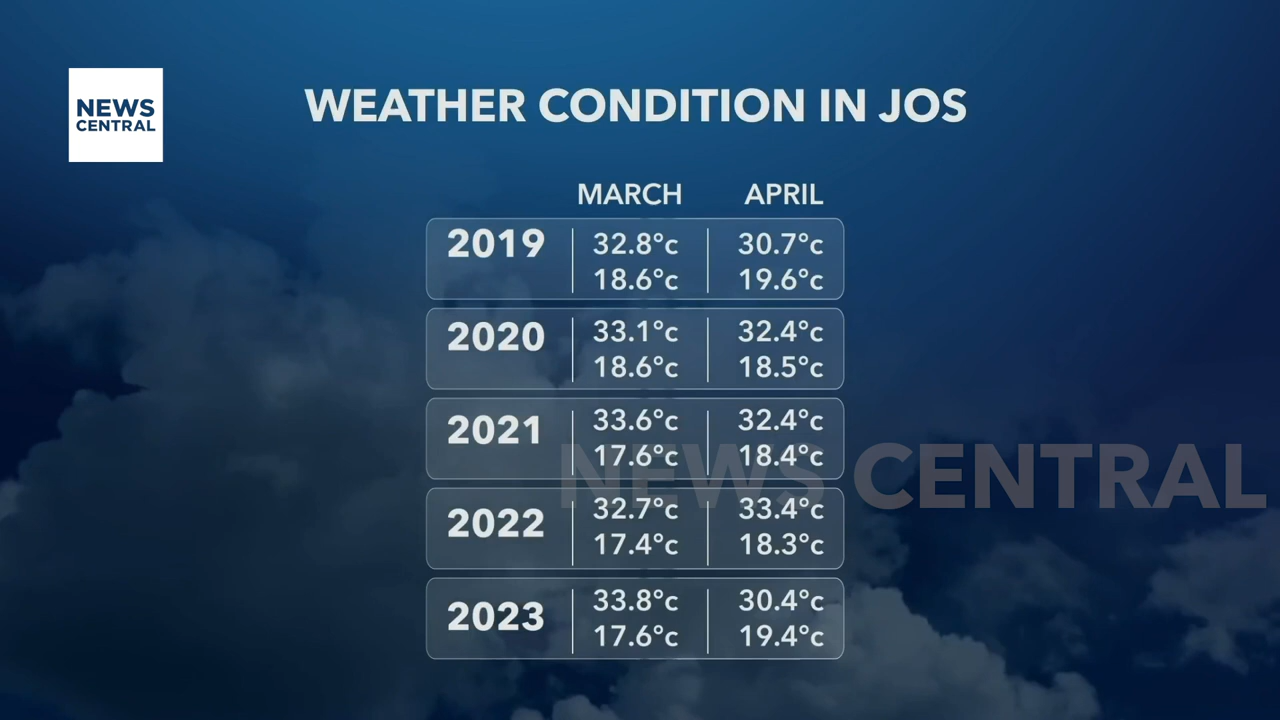 NEWS
CENTRAL
WEATHER CONDITION IN JOS
MARCH APRIL
2019 32.8°c 30.7°c
18.6°c 19.6°c
2020 33.1°c 32.4°c
18.6°c 18.5°c
2021 33.6°c 32.4°c
17.6°c 18.4°c
NEWS CENTRAL
2022 32.7°c 33.4°c
17.4°c 18.3°c
2023 33.8°c 30.4°c
17.6°c 19.4°c